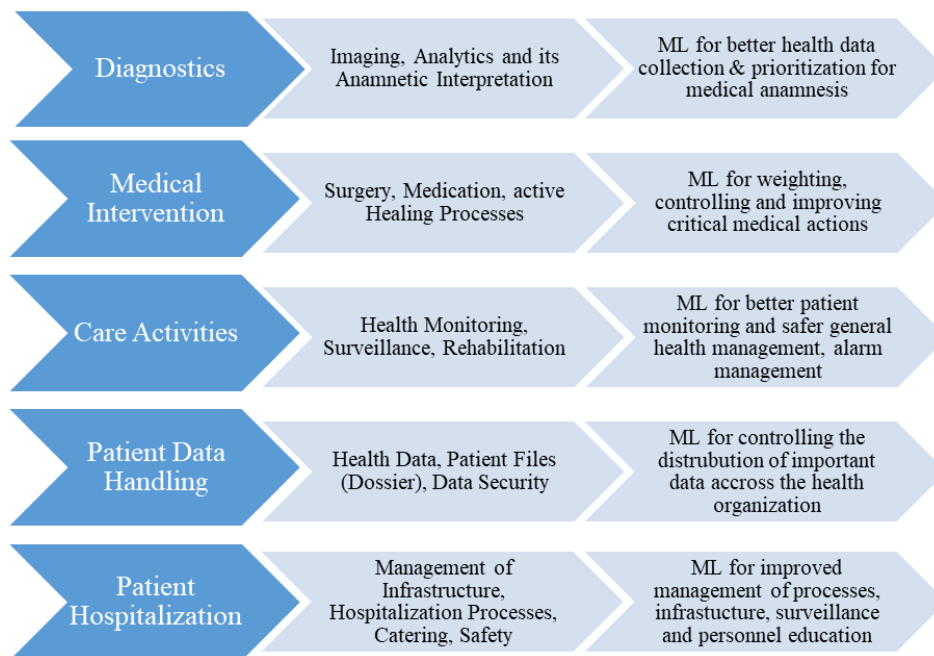 Diagnostics
Imaging, Analytics and its
Anamnetic Interpretation
ML for better health data
collection & prioritization for
medical anamnesis
Medical
Intervention
Surgery, Medication, active
Healing Processes
ML for weighting,
controlling and improving
critical medical actions
Care Activities
Health Monitoring,
Surveillance, Rehabilitation
ML for better patient
monitoring and safer general
health management, alarm
management
Patient Data
Handling
Health Data, Patient Files
(Dossier), Data Security
ML for controlling the
distrubution of important
data accross the health
organization
Patient
Hospitalization
Management of
Infrastructure,
Hospitalization Processes,
Catering, Safety
ML for improved
management of processes,
infrastucture, surveillance
and personnel education